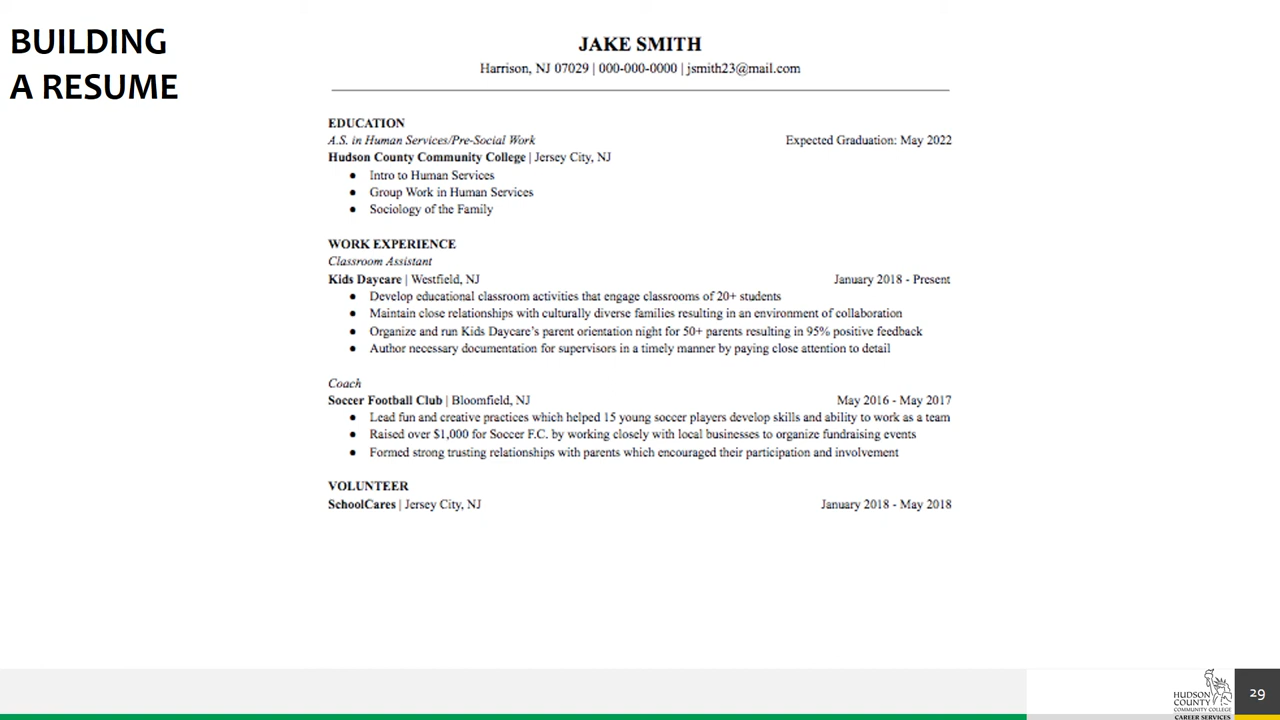 BUILDING
A RESUME
JAKE SMITH
Harrison, NJ 07029 | 000-000-0000 | jsmith23@mail.com
EDUCATION
A.S. in Human Services/Pre-Social Work Expected Graduation: May 2022
Hudson County Community College | Jersey City, NJ
● Intro to Human Services
● Group Work in Human Services
● Sociology of the Family
WORK EXPERIENCE
Classroom Assistant
Kids Daycare | Westfield, NJ January 2018 - Present
● Develop educational classroom activities that engage classrooms of 20+ students
● Maintain close relationships with culturally diverse families resulting in an environment of collaboration
● Organize and run Kids Daycare's parent orientation night for 50+ parents resulting in 95% positive feedback
● Author necessary documentation for supervisors in a timely manner by paying close attention to detail
Coach
Soccer Football Club | Bloomfield, NJ May 2016 - May 2017
● Lead fun and creative practices which helped 15 young soccer players develop skills and ability to work as a team
● Raised over $1,000 for Soccer F.C. by working closely with local businesses to organize fundraising events
● Formed strong trusting relationships with parents which encouraged their participation and involvement
VOLUNTEER
SchoolCares | Jersey City, NJ January 2018 - May 2018
HUDSON
COUNTY
COMMUNITY COLLEGE
CAREER SERVICES
29